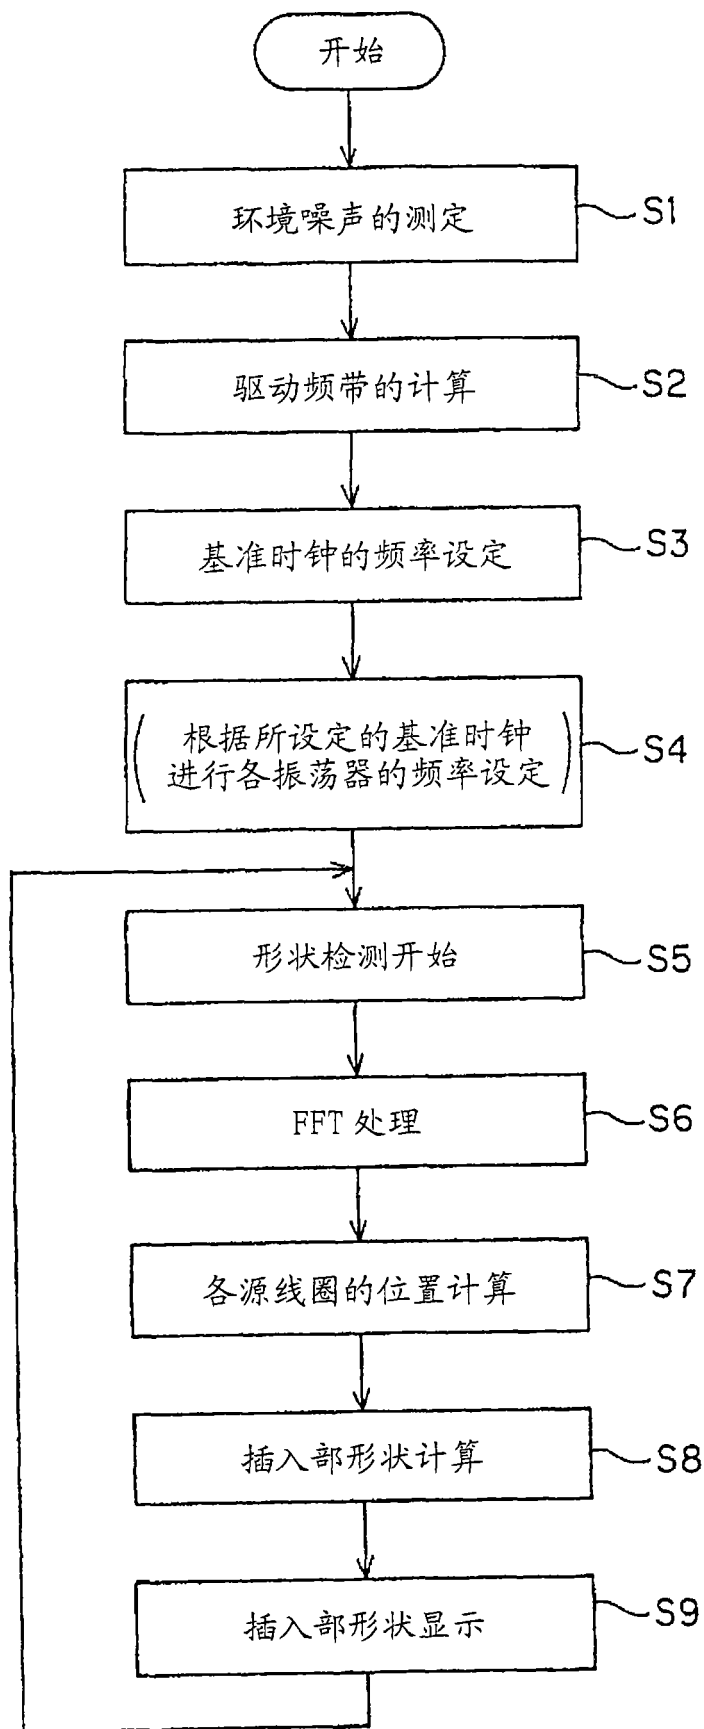 开始
环境噪声的测定
S1
驱动频带的计算
S2
基准时钟的频率设定
S3
根据所设定的基准时钟
进行各振荡器的频率设定
S4
形状检测开始
S5
FFT 处理
S6
各源线圈的位置计算
S7
插入部形状计算
S8
插入部形状显示
S9